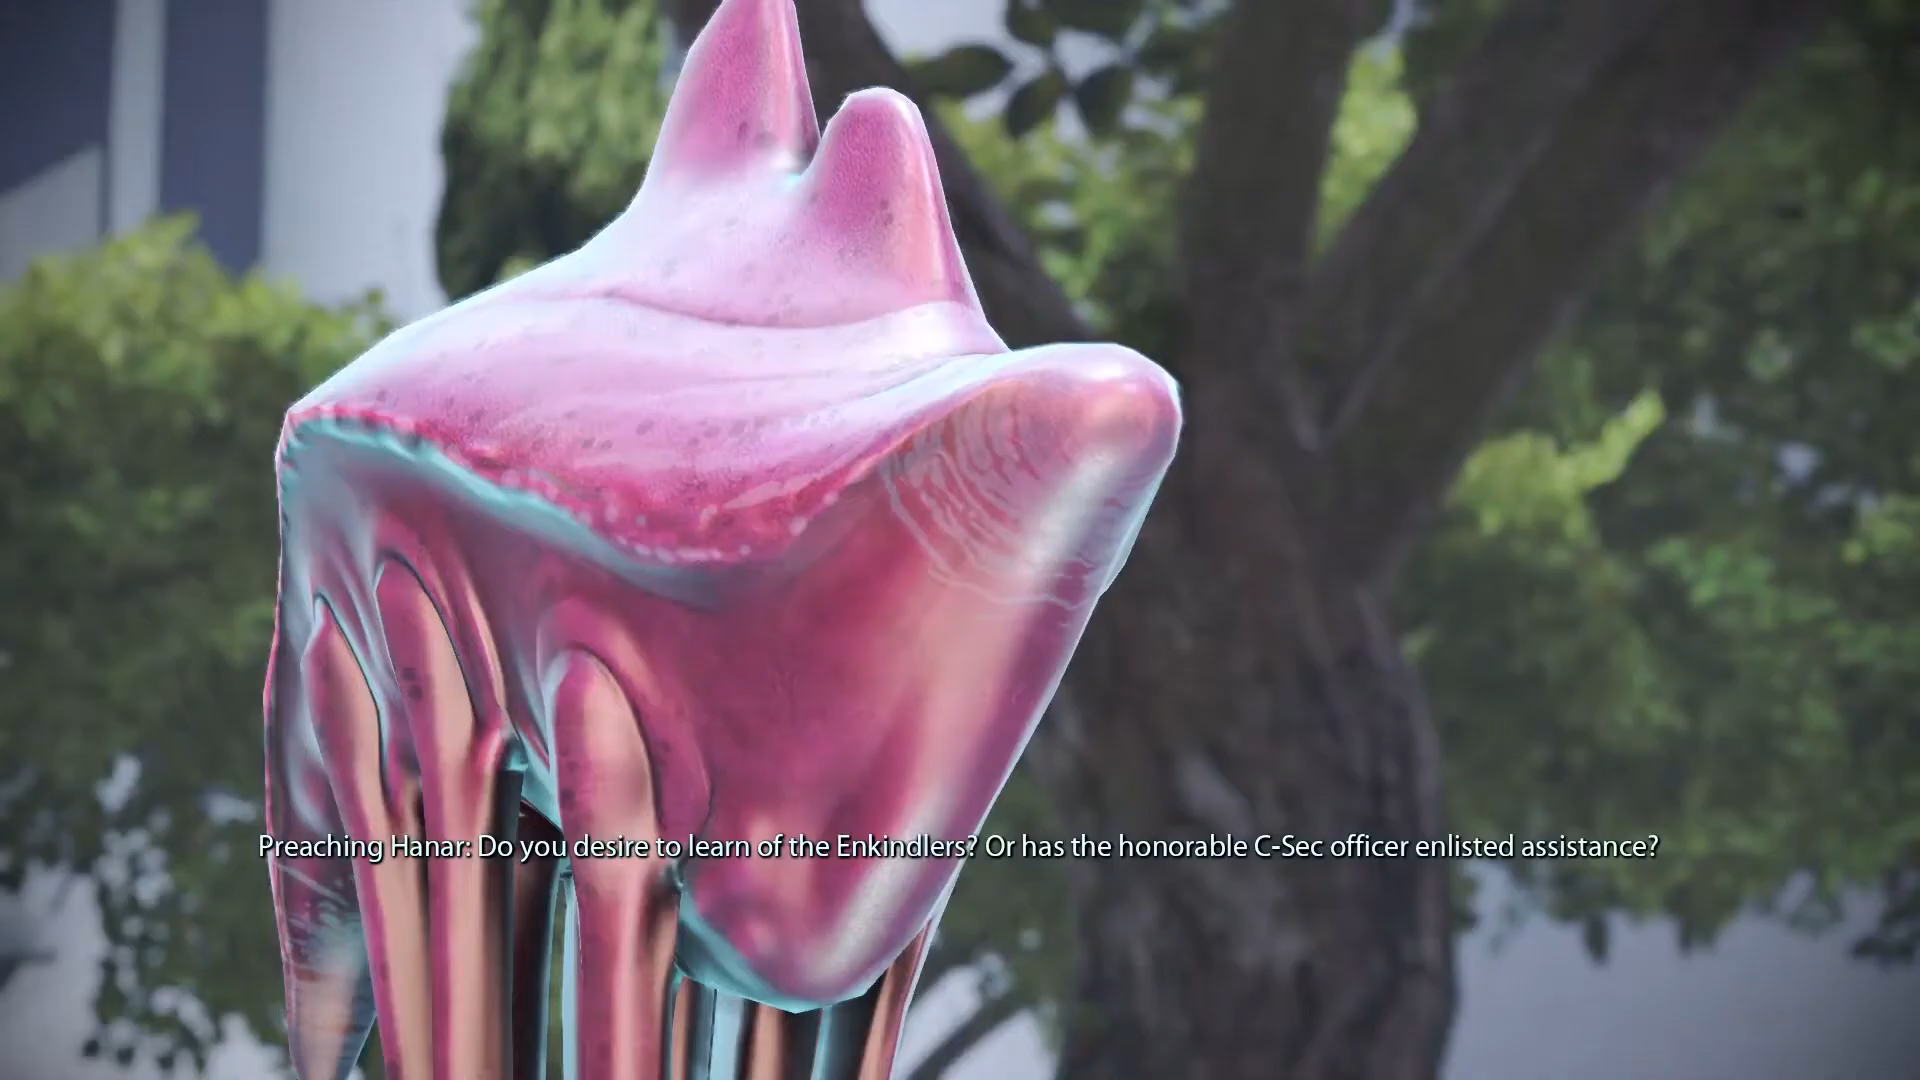 Preaching Hanar: Do you desire to learn of the Enkindlers? Or has the honorable C-Sec officer enlisted assistance?